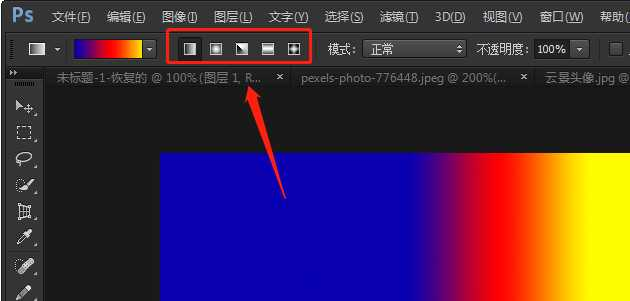 Ps 文件(F) 编辑(E) 图像(I) 图层(L) 文字(Y) 选择(S) 滤镜(T) 3D(D) 视图(V) 窗口(W) 帮助(H)
模式: 正常 不透明度: 100%
未标题-1-恢复的 @ 100% (图层 1, R... × pexels-photo-776448.jpeg @ 200%( ... × 云景头像.jpg @